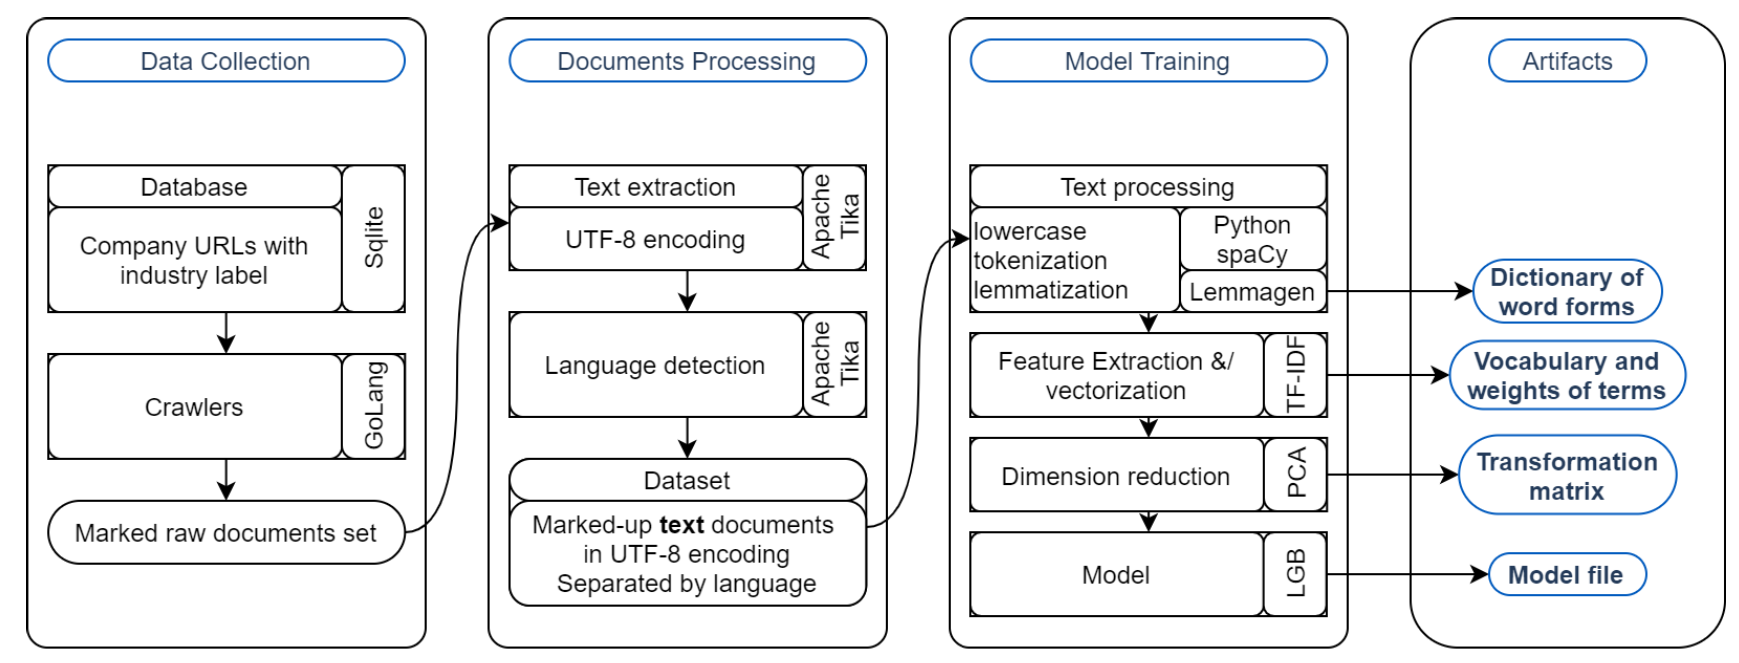 Data Collection
Database
Company URLs with
industry label
Sqlite
Crawlers
GoLang
Marked raw documents set
Documents Processing
Text extraction
UTF-8 encoding
Apache
Tika
Language detection
Apache
Tika
Dataset
Marked-up text documents
in UTF-8 encoding
Separated by language
Model Training
Text processing
lowercase
tokenization
lemmatization
Python
spaCy
Lemmagen
Feature Extraction &/
vectorization
TF-IDF
Dimension reduction
PCA
Model
LGB
Artifacts
Dictionary of
word forms
Vocabulary and
weights of terms
Transformation
matrix
Model file